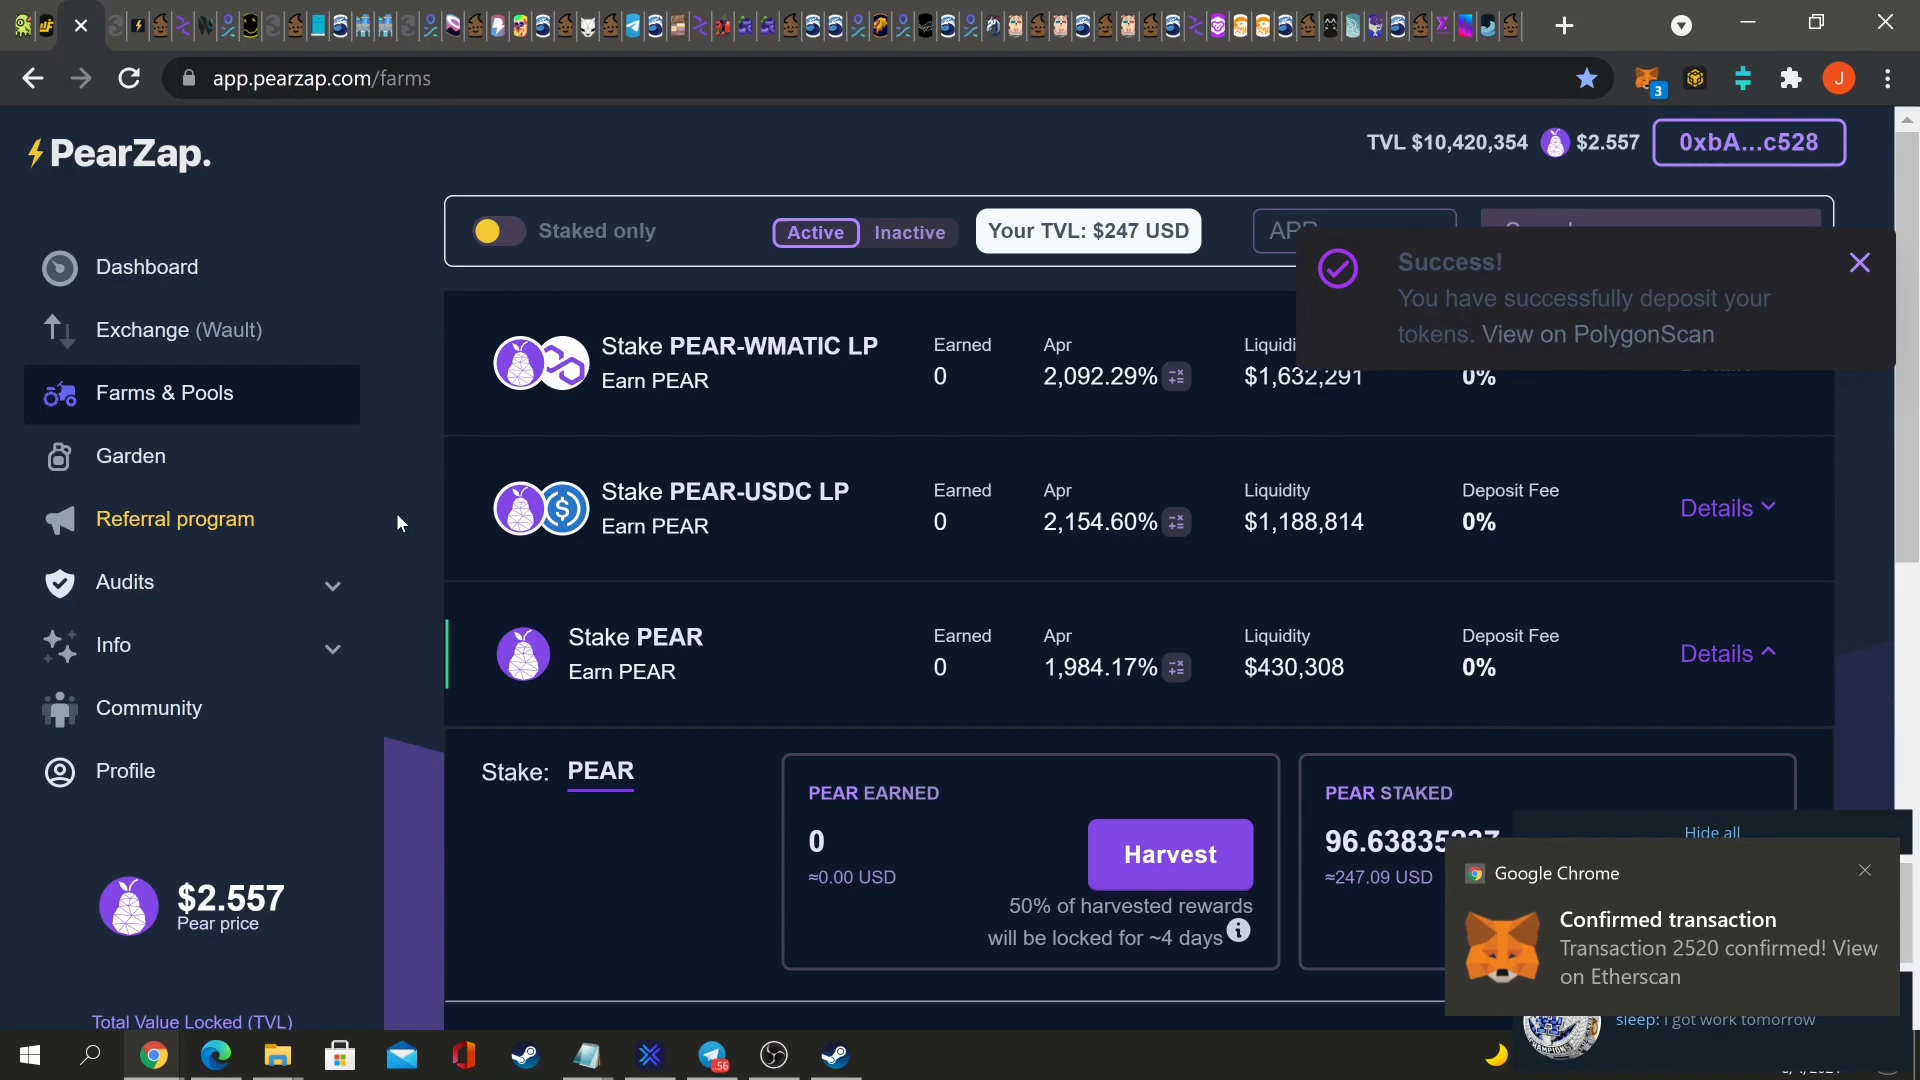 app.pearzap.com/farms
3
J
PearZap.
TVL $10,420,354
$2.557
0xbA...c528
Staked only
Active
Inactive
Your TVL: $247 USD
Success!
You have successfully deposit your
tokens. View on PolygonScan
Dashboard
Exchange (Wault)
Farms & Pools
Garden
Referral program
Audits
Info
Community
Profile
$2.557
Pear price
Total Value Locked (TVL)
Stake PEAR-WMATIC LP
Earn PEAR
Earned
0
Apr
2,092.29%
Liquidi
$1,632,291
0%
Stake PEAR-USDC LP
Earn PEAR
Earned
0
Apr
2,154.60%
Liquidity
$1,188,814
Deposit Fee
0%
Details
Stake PEAR
Earn PEAR
Earned
0
Apr
1,984.17%
Liquidity
$430,308
Deposit Fee
0%
Details
Stake: PEAR
PEAR EARNED
0
≈0.00 USD
Harvest
50% of harvested rewards
will be locked for ~4 days
PEAR STAKED
≈247.09 USD
Hide all
Google Chrome
Confirmed transaction
Transaction 2520 confirmed! View
on Etherscan
sleep: I got work tomorrow
56